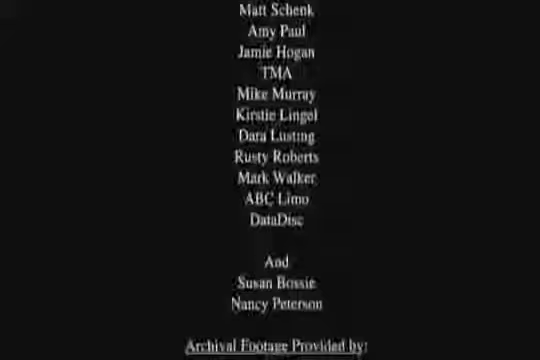 Matt Schenk
Amy Paul
Jamie Hogan
TMA
Mike Murray
Kirstie Lingel
Dara Lusting
Rusty Roberts
Mark Walker
ABC Limo
DataDisc
And
Susan Bossie
Nancy Peterson
Archival Footage Provided by: